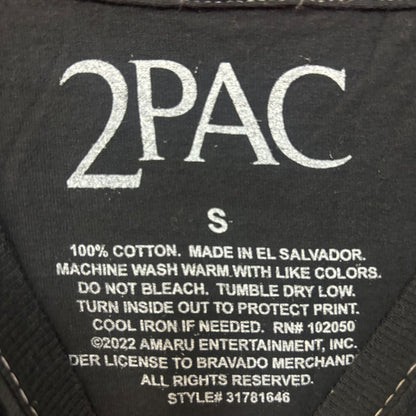 2PAC
S
100% COTTON. MADE IN EL SALVADOR.
MACHINE WASH WARM WITH LIKE COLORS.
DO NOT BLEACH. TUMBLE DRY LOW.
TURN INSIDE OUT TO PROTECT PRINT.
COOL IRON IF NEEDED. RN# 102050
©2022 AMARU ENTERTAINMENT, INC.
DER LICENSE TO BRAVADO MERCHAND
ALL RIGHTS RESERVED.
STYLE# 31781646